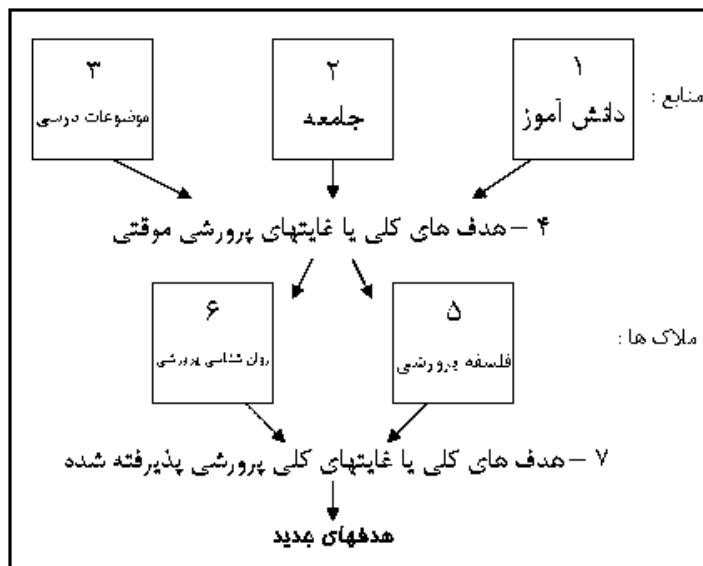 منابع :
۱
دانش آموز
۲
جامعه
۳
موضوعات درسی
۴ – هدف های کلی یا غایتهای پرورشی موقتی
ملاک ها :
۵
فلسفه پرورشی
۶
روان شناسی پرورشی
۷ – هدف های کلی یا غایتهای کلی پرورشی پذیرفته شده
هدفهای جدید